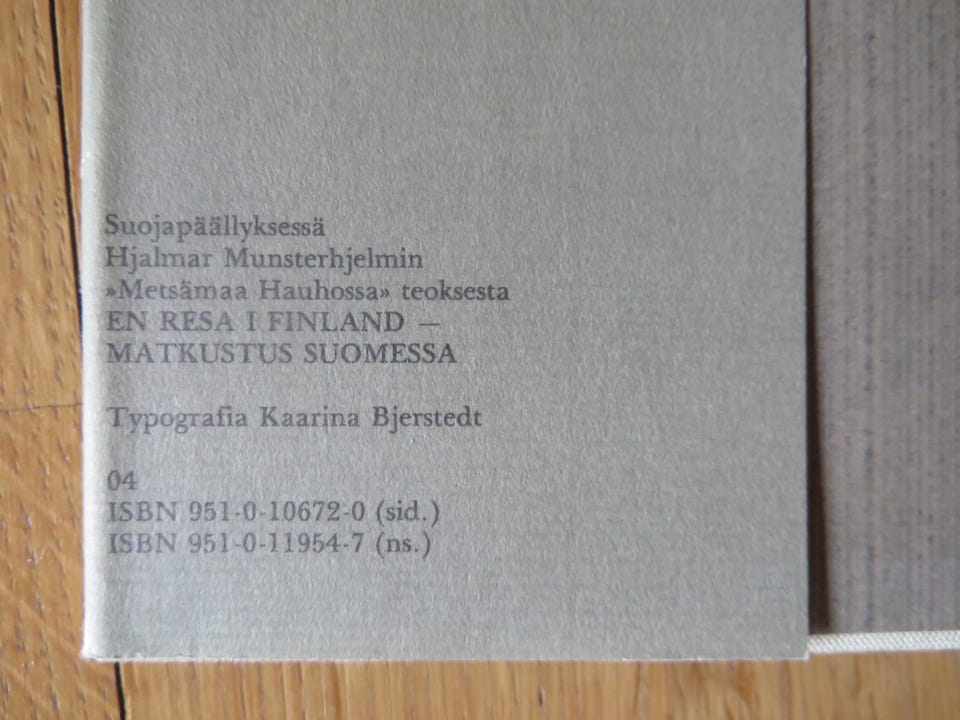 Suojapäällyksessä
Hjalmar Munsterhjelmin
»Metsämaa Hauhossa» teoksesta
EN RESA I FINLAND —
MATKUSTUS SUOMESSA
Typografia Kaarina Bjerstedt
04
ISBN 951-0-10672-0 (sid.)
ISBN 951-0-11954-7 (ns.)